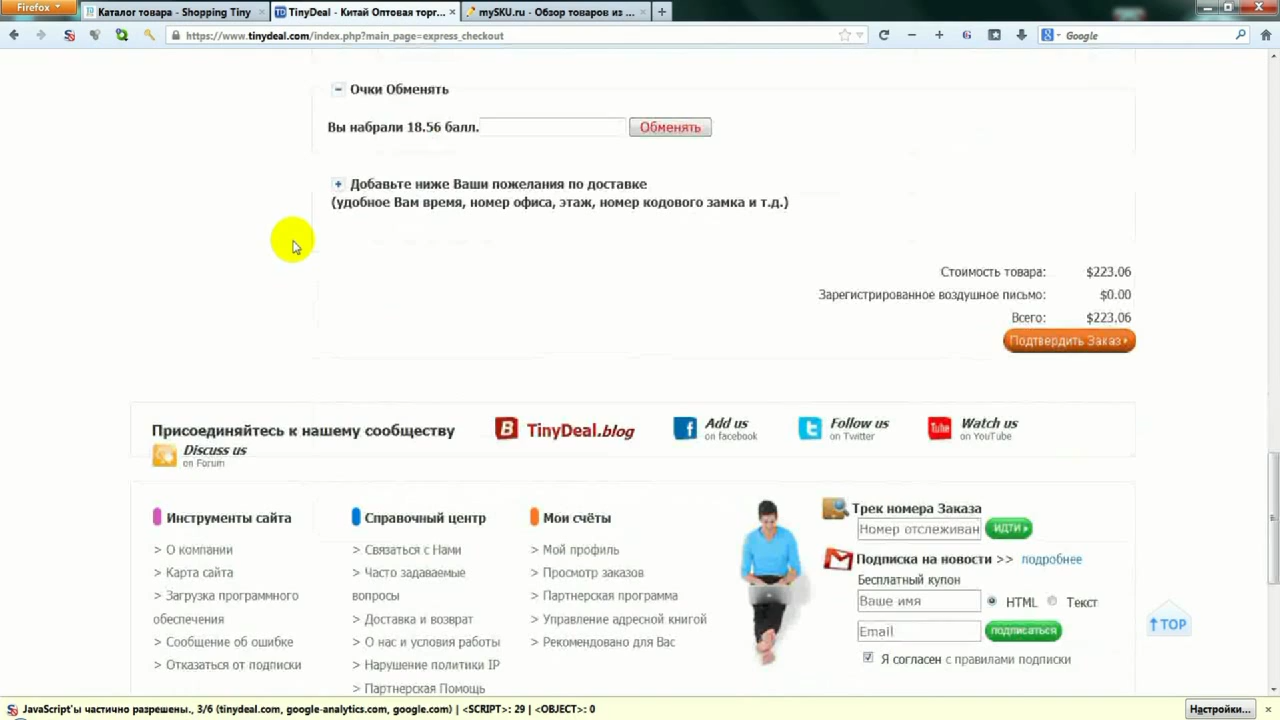 Firefox
Каталог товара - Shopping Tiny
TinyDeal - Китай Оптовая торг...
mySKU.ru - Обзор товаров из ...
https://www.tinydeal.com/index.php?main_page=express_checkout
Google
Очки Обменять
Вы набрали 18.56 балл.
Обменять
Добавьте ниже Ваши пожелания по доставке
(удобное Вам время, номер офиса, этаж, номер кодового замка и т.д.)
Стоимость товара: $223.06
Зарегистрированное воздушное письмо: $0.00
Всего: $223.06
Подтвердить Заказ
Присоединяйтесь к нашему сообществу
B TinyDeal.blog
Add us
on facebook
Follow us
on Twitter
Tube
Watch us
on YouTube
Discuss us
on Forum
Инструменты сайта
> О компании
> Карта сайта
> Загрузка программного
обеспечения
> Сообщение об ошибке
> Отказаться от подписки
Справочный центр
> Связаться с Нами
> Часто задаваемые
вопросы
> Доставка и возврат
> О нас и условия работы
> Нарушение политики IP
> Партнерская Помощь
Мои счёты
> Мой профиль
> Просмотр заказов
> Партнерская программа
> Управление адресной книгой
> Рекомендовано для Вас
Трек номера Заказа
Номер отслеживан
идти
Подписка на новости >> подробнее
Бесплатный купон
Ваше имя
HTML
Текст
Email
подписаться
Я согласен с правилами подписки
TOP
JavaScript'ы частично разрешены., 3/6 (tinydeal.com, google-analytics.com, google.com) | <SCRIPT>: 29 | <OBJECT>: 0
Настройки...